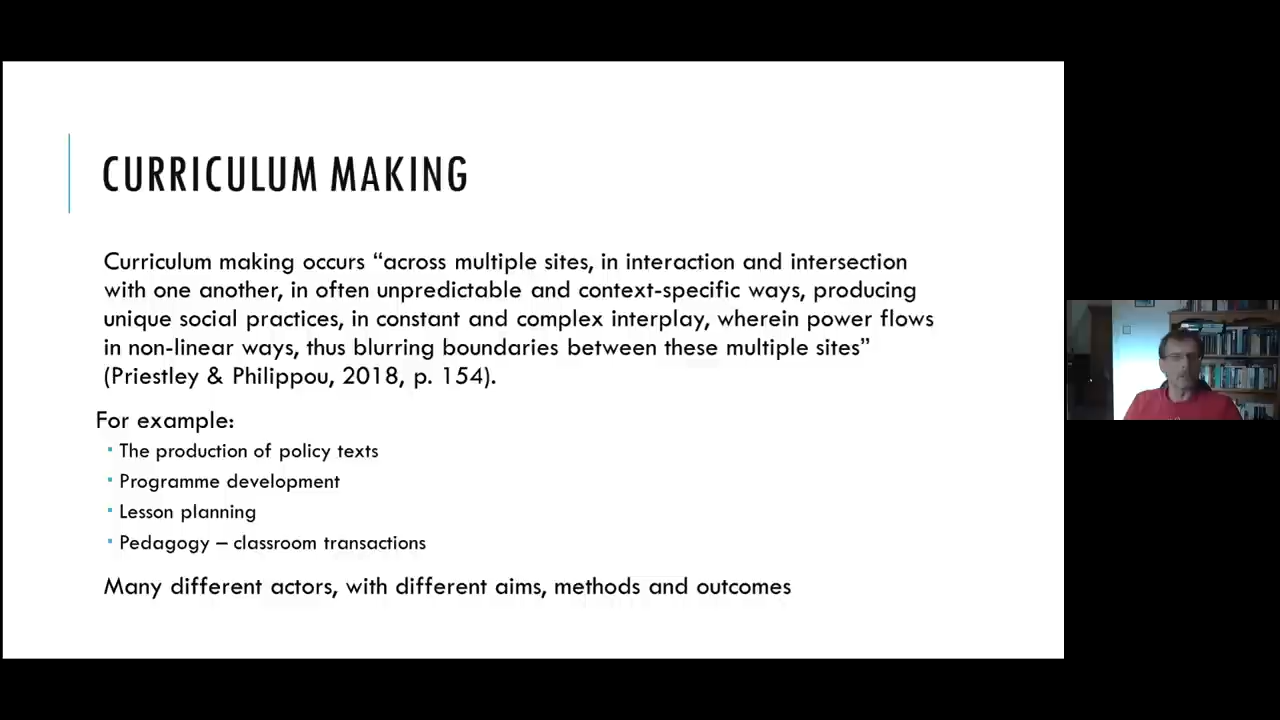 CURRICULUM MAKING
Curriculum making occurs “across multiple sites, in interaction and intersection
with one another, in often unpredictable and context-specific ways, producing
unique social practices, in constant and complex interplay, wherein power flows
in non-linear ways, thus blurring boundaries between these multiple sites”
(Priestley & Philippou, 2018, p. 154).
For example:
▪ The production of policy texts
▪ Programme development
▪ Lesson planning
▪ Pedagogy – classroom transactions
Many different actors, with different aims, methods and outcomes